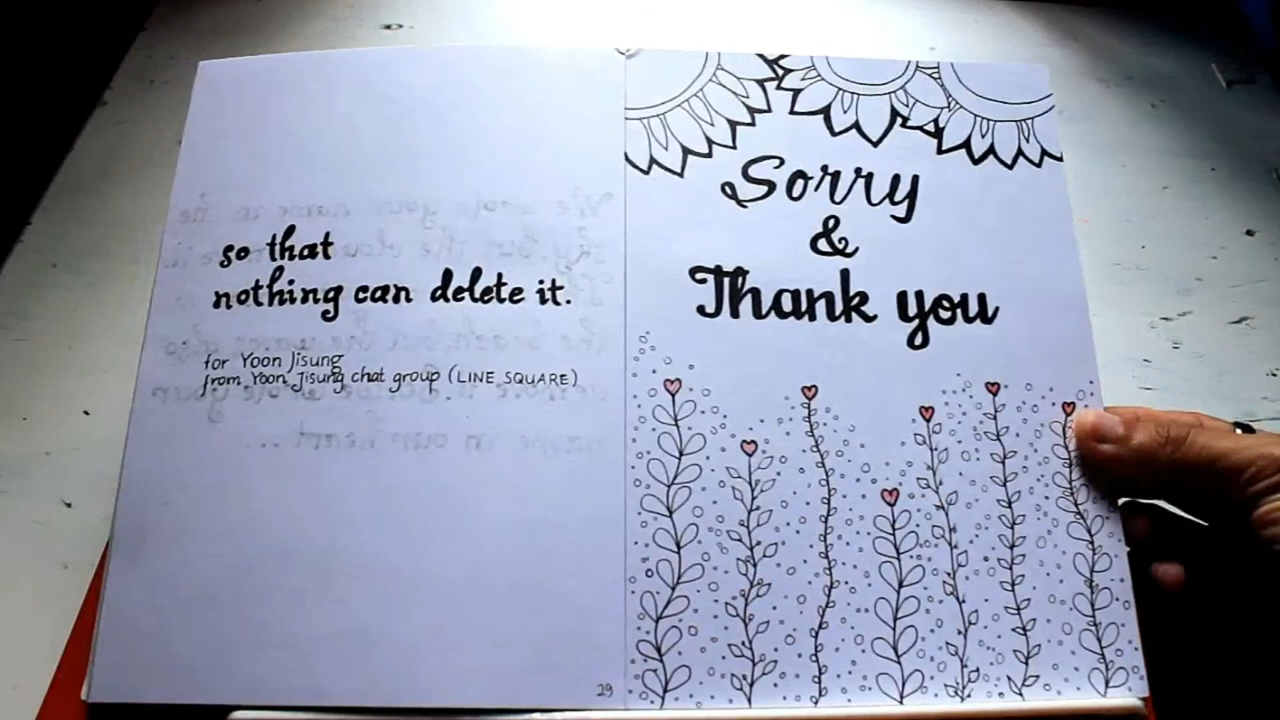 so that
nothing can delete it.
for Yoon Jisung
from Yoon Jisung chat group (LINE SQUARE)
29
Sorry
&
Thank you